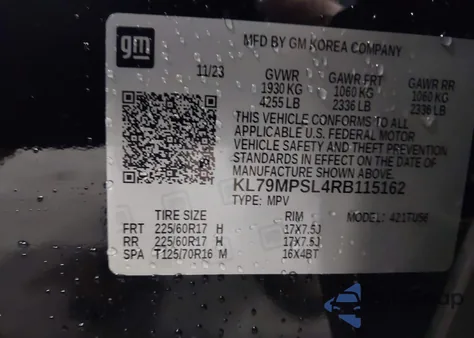 gm
MFD BY GM KOREA COMPANY
11/23 GVWR GAWR FRT GAWR RR
1930 KG 1060 KG 1060 KG
4255 LB 2336 LB 2336 LB
THIS VEHICLE CONFORMS TO ALL
APPLICABLE U.S. FEDERAL MOTOR
VEHICLE SAFETY AND THEFT PREVENTION
STANDARDS IN EFFECT ON THE DATE OF
MANUFACTURE SHOWN ABOVE.
KL79MPSL4RB115162
TYPE: MPV MODEL: 421TU56
TIRE SIZE RIM
FRT 225/60R17 H 17X7.5J
RR 225/60R17 H 17X7.5J
SPA T125/70R16 M 16X4BT